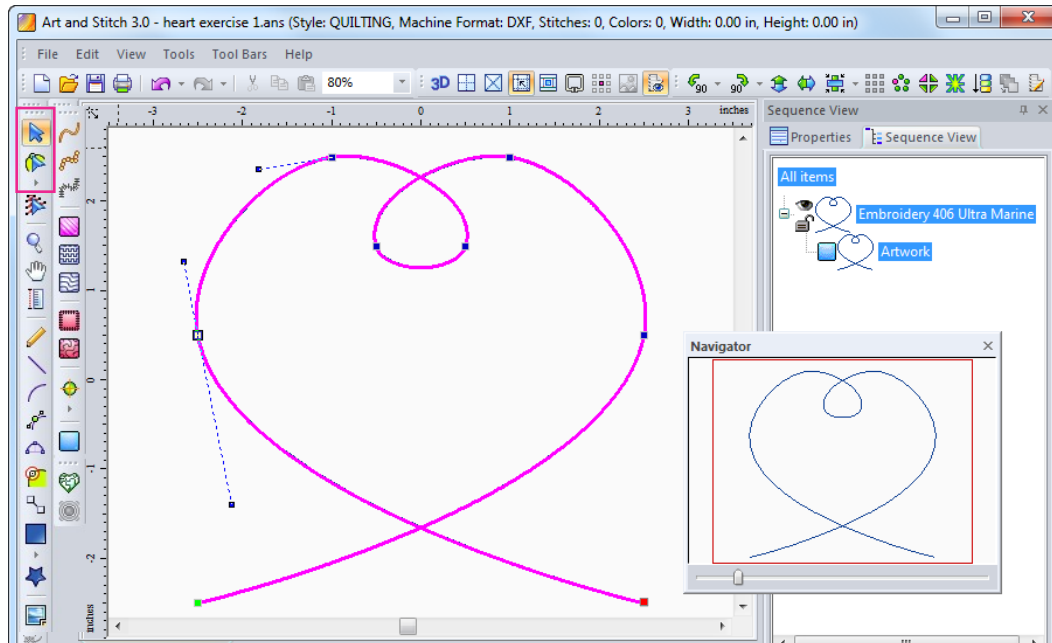 Art and Stitch 3.0 - heart exercise 1.ans (Style: QUILTING, Machine Format: DXF, Stitches: 0, Colors: 0, Width: 0.00 in, Height: 0.00 in)
File Edit View Tools Tool Bars Help
80% 3D 90 90
-3 -2 -1 0 1 2 3 inches
Sequence View
Properties Sequence View
All items
Embroidery 406 Ultra Marine
Artwork
2
1
0
-1
-2
inches
Navigator